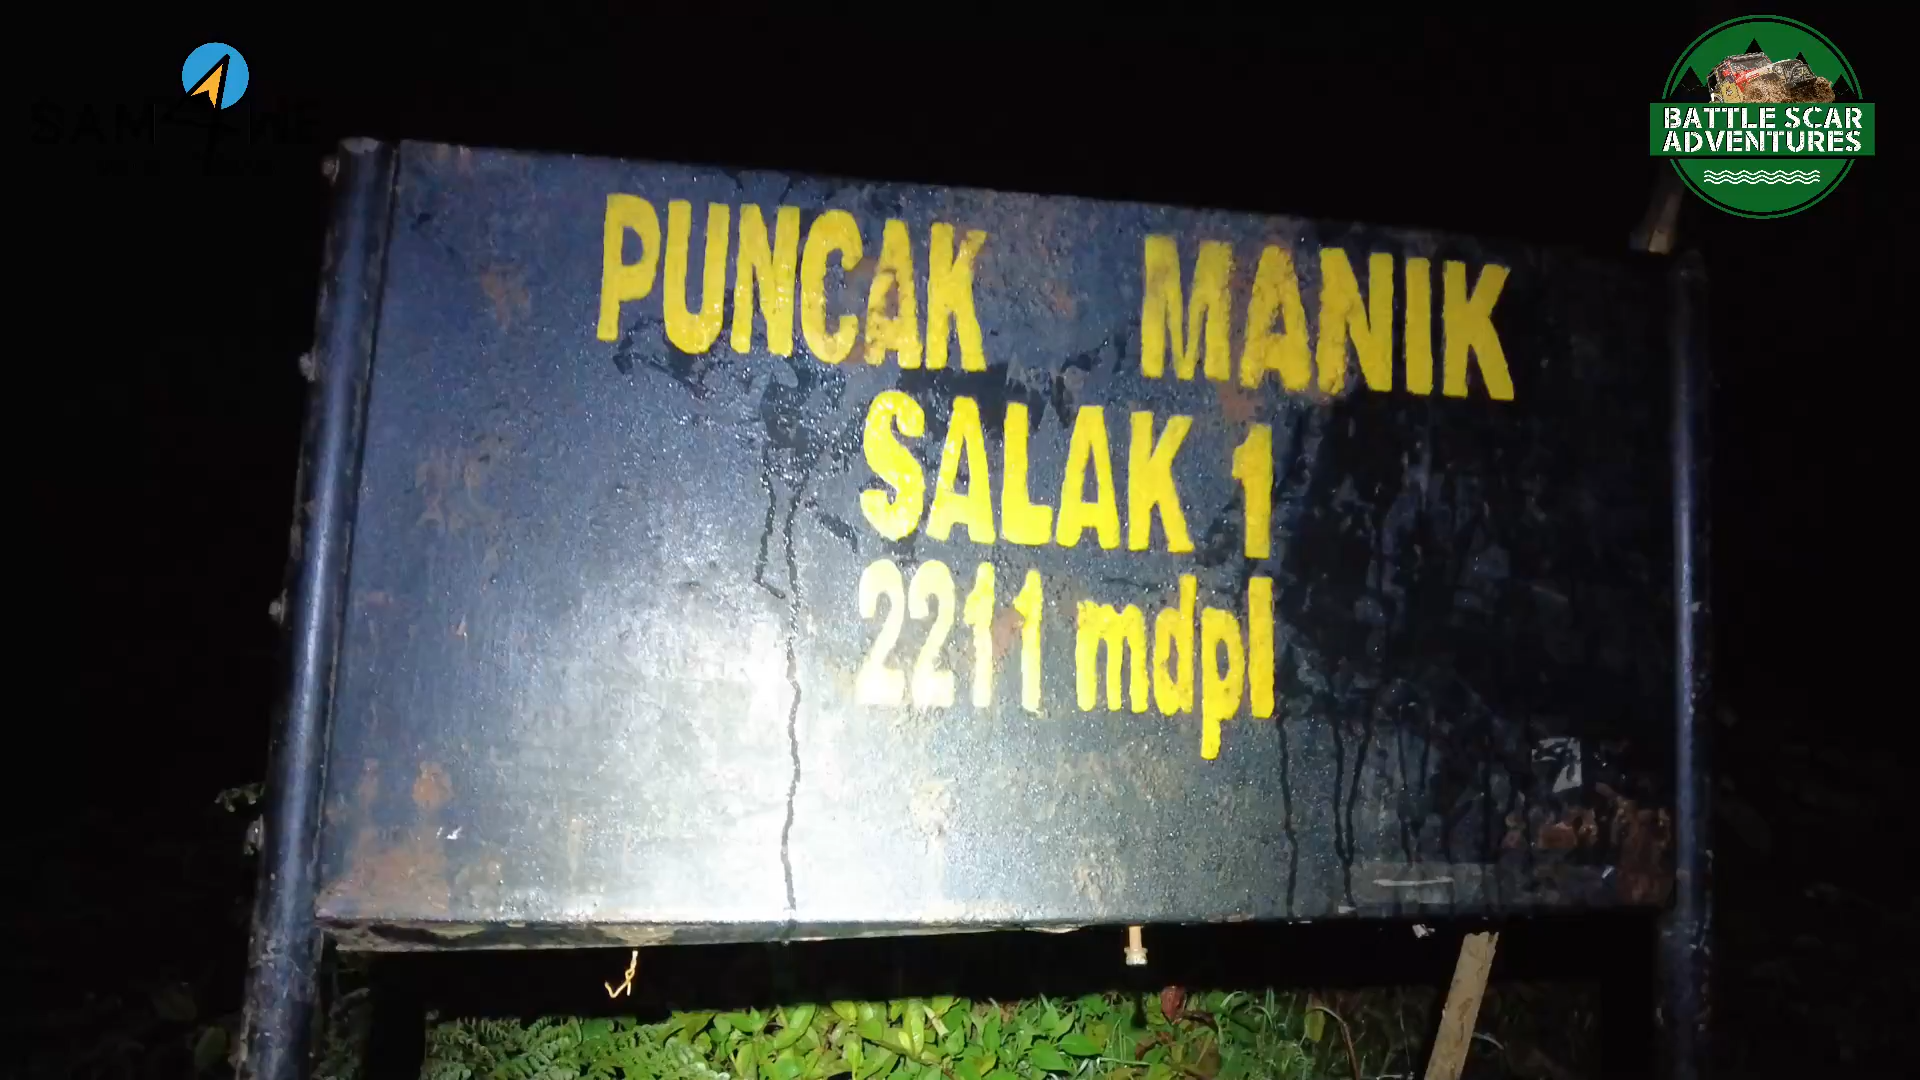 BATTLE SCAR
ADVENTURES
PUNCAK MANIK
SALAK 1
2211 mdpl